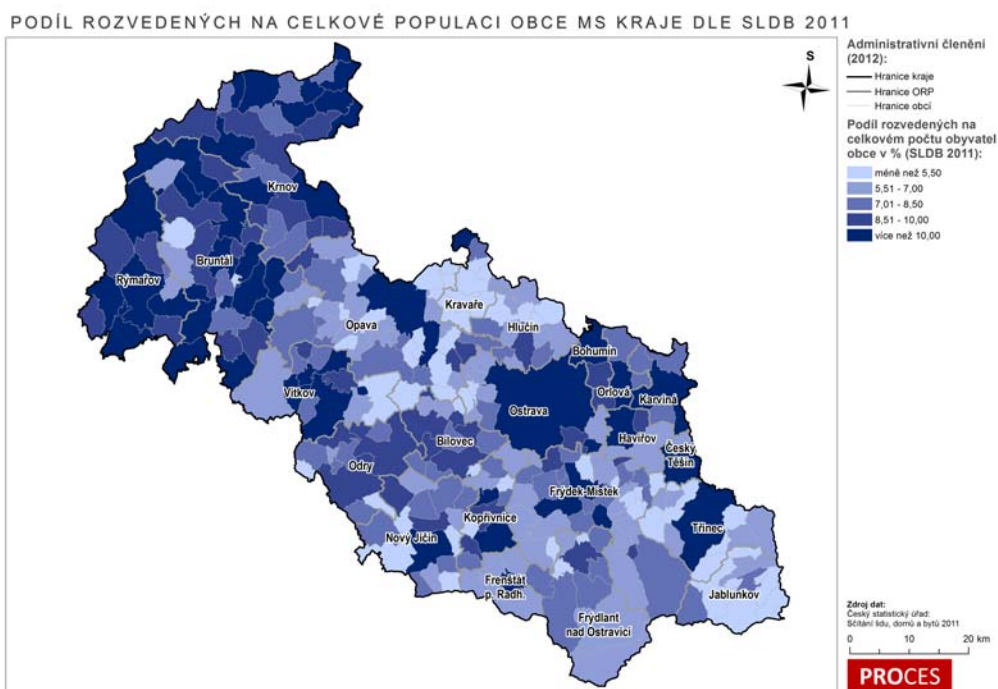 PODÍL ROZVEDENÝCH NA CELKOVÉ POPULACI OBCE MS KRAJE DLE SLDB 2011
Administrativní členění
(2012):
Hranice kraje
Hranice ORP
Hranice obcí
Podíl rozvedených na
celkovém počtu obyvatel
obce v % (SLDB 2011):
méně než 5,50
5,51 - 7,00
7,01 - 8,50
8,51 - 10,00
více než 10,00
S
Krnov
Rýmařov
Bruntál
Kravaře
Opava
Hlučín
Bohumín
Vítkov
Orlová
Karviná
Ostrava
Havířov
Bílovec
Český
Těšín
Odry
Frýdek-Místek
Kopřivnice
Třinec
Nový Jičín
Frenštát
p. Radh.
Jablunkov
Frýdlant
nad Ostravicí
Zdroj dat:
Český statistický úřad:
Sčítání lidu, domů a bytů 2011
0 10 20 km
PROCES